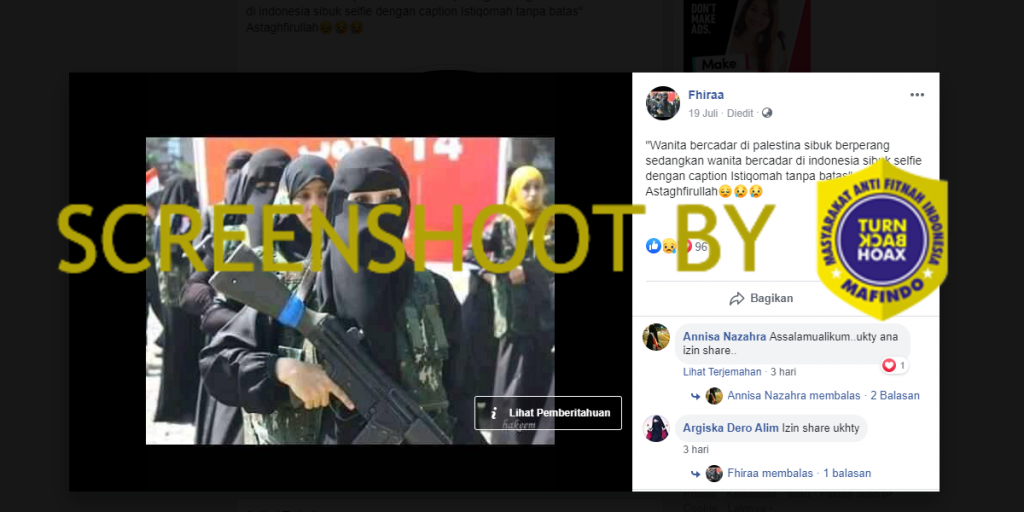 di indonesia sibuk selfie dengan caption Istiqomah tanpa batas"
Astaghfirullah😔😢😢
DON'T
MAKE
ADS.
Make
Fhiraa
19 Juli · Diedit ·
"Wanita bercadar di palestina sibuk berperang
sedangkan wanita bercadar di indonesia sibuk selfie
dengan caption Istiqomah tanpa batas"
Astaghfirullah😔😢😢
SCREENSHOOT BY
MASYARAKAT ANTI FITNAH INDONESIA
TURN
BACK
HOAX
MAFINDO
96
Bagikan
Annisa Nazahra Assalamualikum..ukty ana
izin share..
1
Lihat Terjemahan · 3 hari
Annisa Nazahra membalas · 2 Balasan
Argiska Dero Alim Izin share ukhty
3 hari
Fhiraa membalas · 1 balasan
14
Lihat Pemberitahuan
hakeem